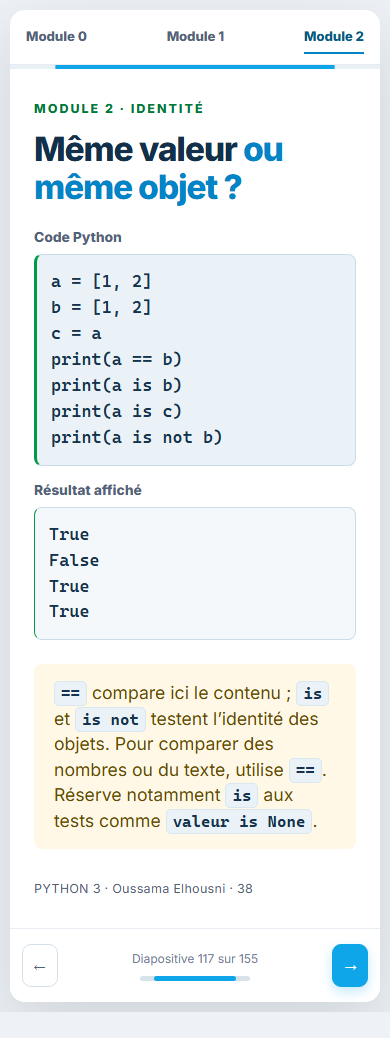 Module 0 Module 1 Module 2
MODULE 2 · IDENTITÉ
Même valeur ou
même objet ?
Code Python
a = [1, 2]
b = [1, 2]
c = a
print(a == b)
print(a is b)
print(a is c)
print(a is not b)
Résultat affiché
True
False
True
True
== compare ici le contenu ; is
et is not testent l’identité des
objets. Pour comparer des
nombres ou du texte, utilise ==.
Réserve notamment is aux
tests comme valeur is None.
PYTHON 3 · Oussama Elhousni · 38
← Diapositive 117 sur 155 →